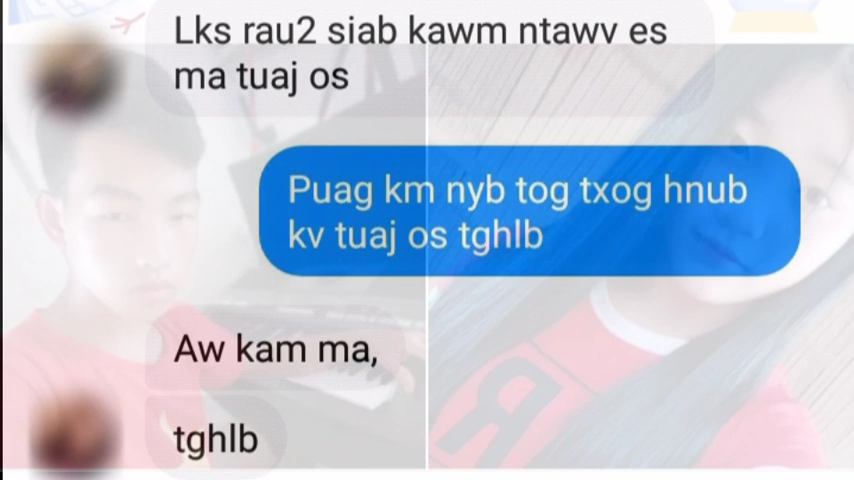 Lks rau2 siab kawm ntawv es
ma tuaj os
Puag km nyb tog txog hnub
kv tuaj os tghlb
Aw kam ma,
tghlb